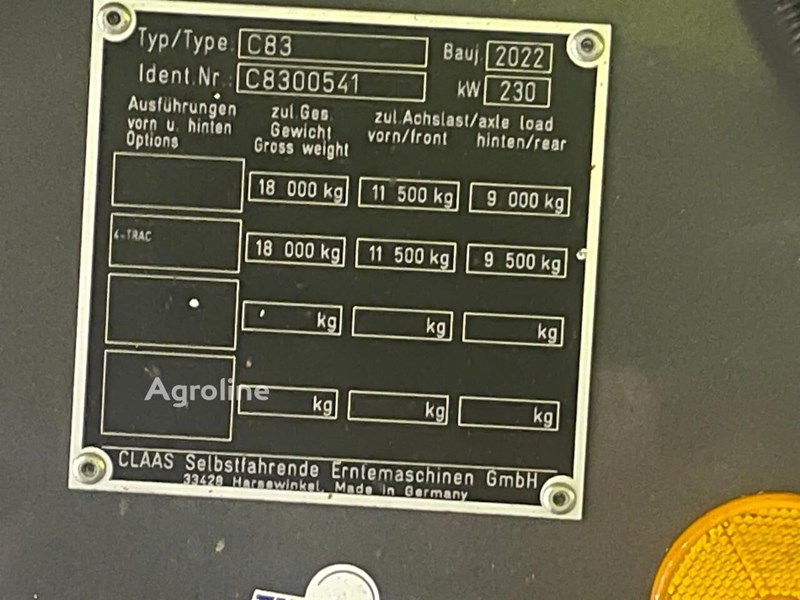 Typ/Type: C83 Bauj. 2022
Ident.Nr.: C8300541 kW 230
Ausführungen vorn u. hinten Options
zul.Ges. Gewicht Gross weight
zul.Achslast/axle load
vorn/front hinten/rear
18 000 kg 11 500 kg 9 000 kg
4-TRAC 18 000 kg 11 500 kg 9 500 kg
kg kg kg
kg kg kg
Agroline
CLAAS Selbstfahrende Erntemaschinen GmbH
33428 Harsewinkel, Made in Germany